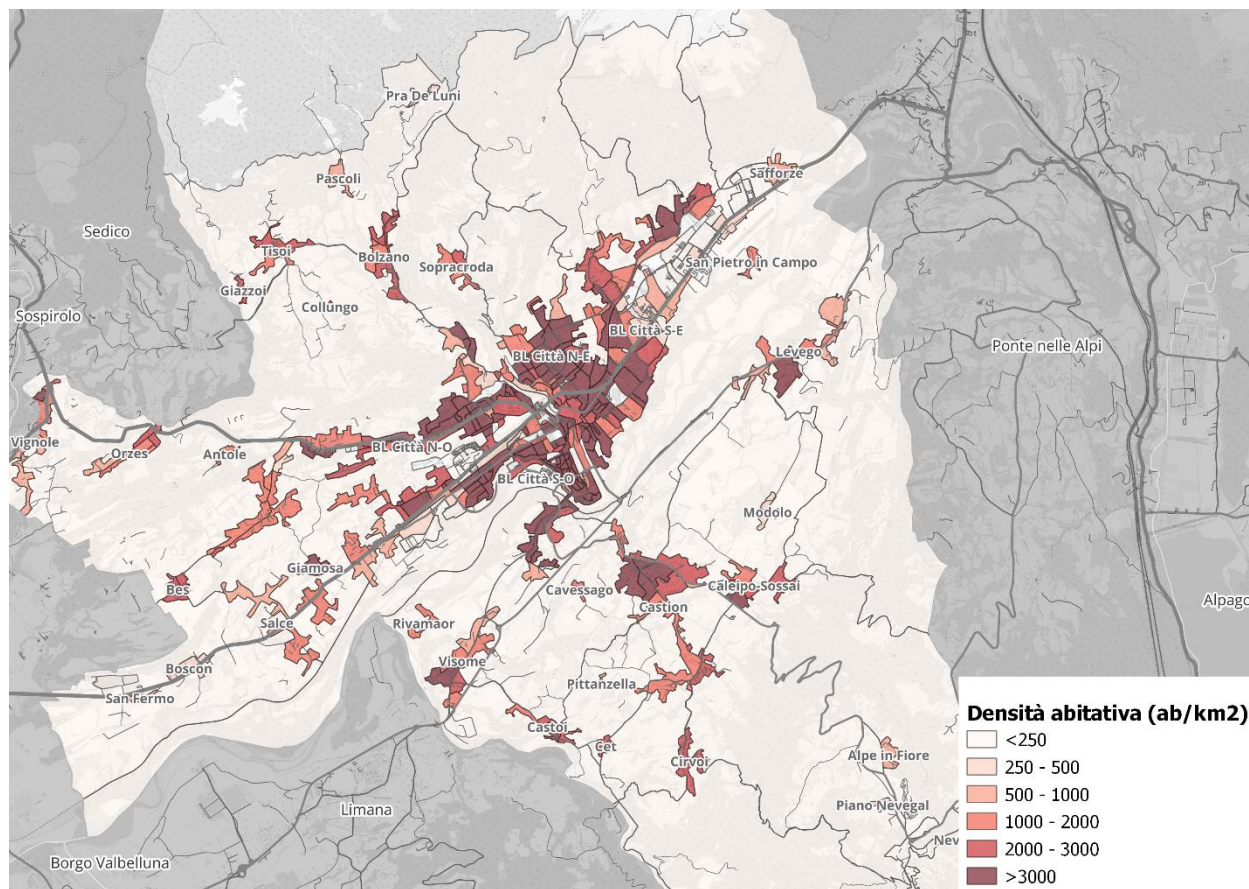 Pra De Luni
Pascoli
Safforze
Sedico
Tisoi
Bolzano
Sopracroda
San Pietro in Campo
Giazzoi
Collungo
Sospirolo
BL Città S-E
BL Città N-E
Levego
Ponte nelle Alpi
Vignole
Orzes
Antole
BL Città N-O
BL Città S-O
Modolo
Giamosa
Bes
Cavessago
Caleipo-Sossai
Castion
Alpago
Salce
Rivamaor
Visome
Boscon
Pittanzella
San Fermo
Castoi
Cet
Cirvoi
Alpe in Fiore
Limana
Piano Nevegal
Nev
Borgo Valbelluna
Densità abitativa (ab/km2)
<250
250 - 500
500 - 1000
1000 - 2000
2000 - 3000
>3000